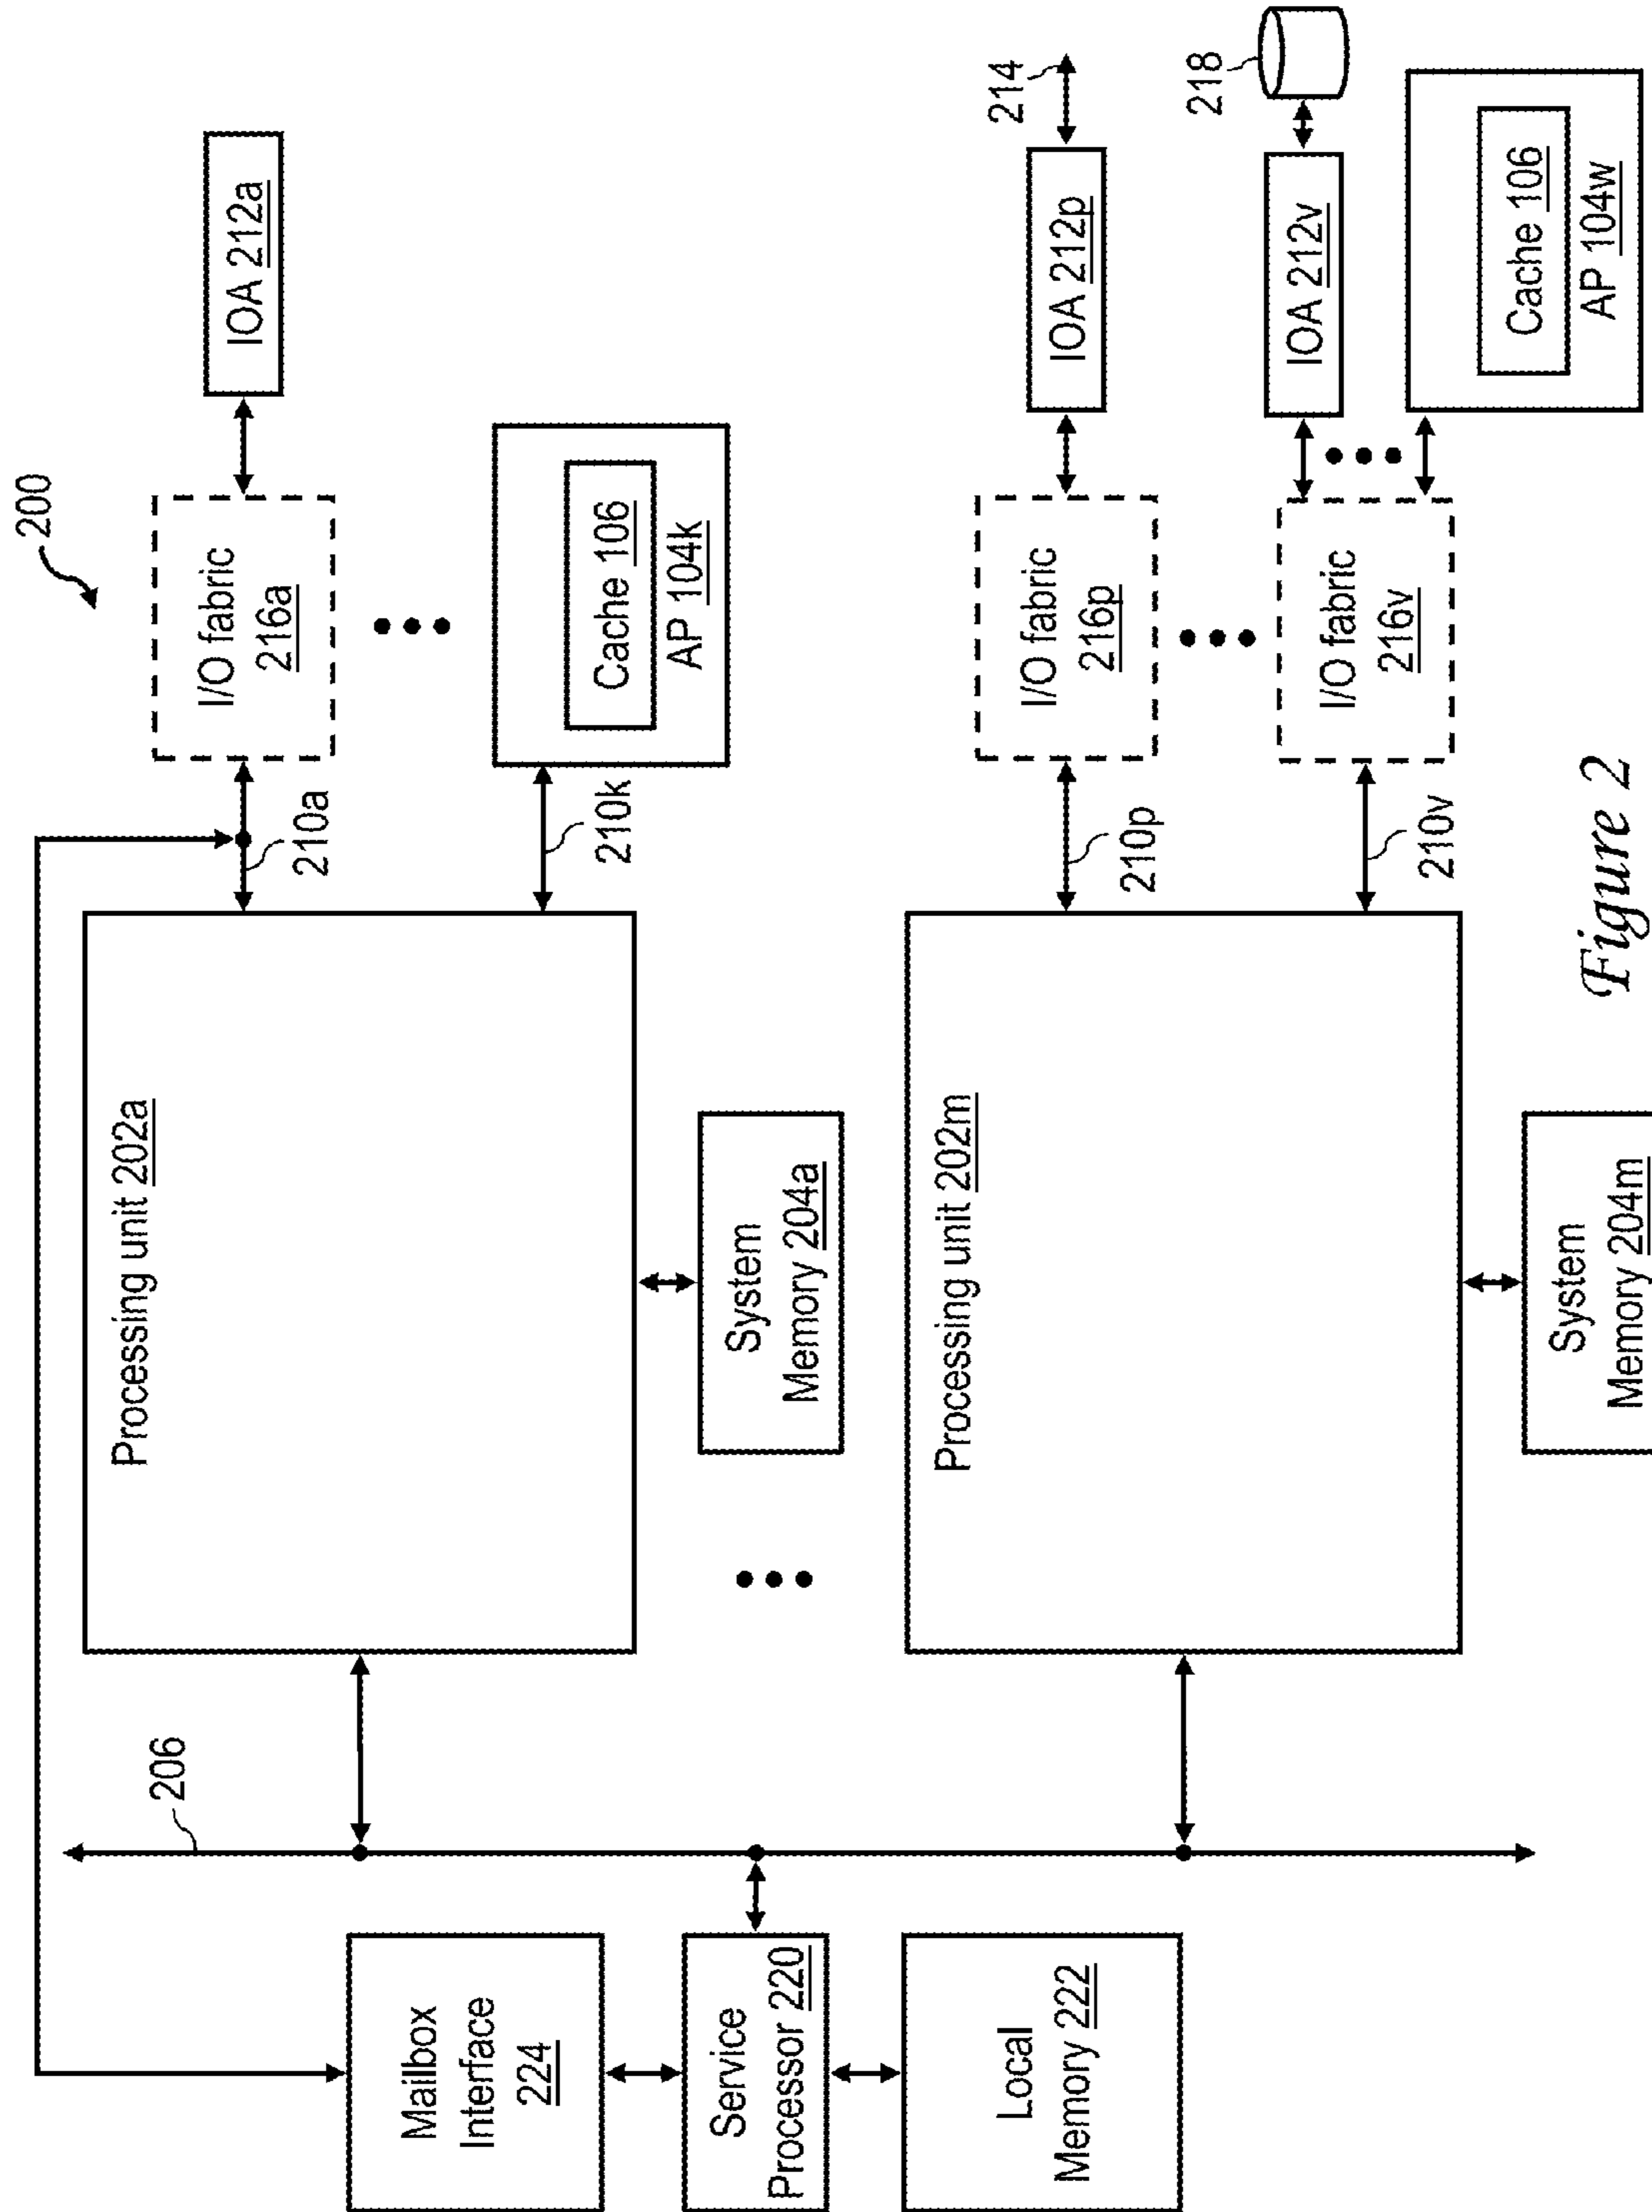 200
206
Mailbox
Interface
224
Service
Processor 220
Local
Memory 222
Processing unit 202a
System
Memory 204a
Processing unit 202m
System
Memory 204m
210a
210k
210p
210v
I/O fabric
216a
Cache 106
AP 104k
I/O fabric
216p
I/O fabric
216v
IOA 212a
IOA 212p
214
IOA 212v
218
Cache 106
AP 104w
Figure 2